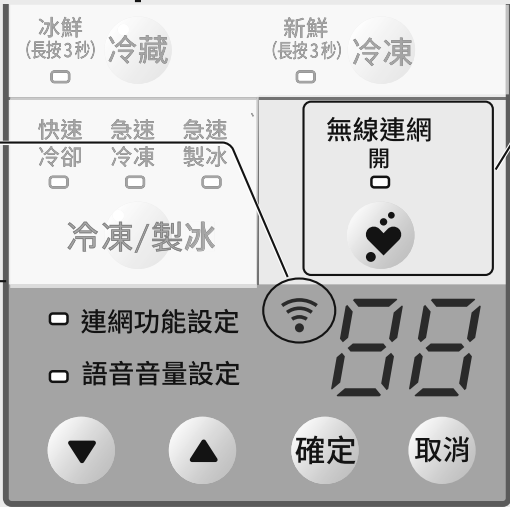 冰鮮
(長按3秒)
冷藏
新鮮
(長按3秒)
冷凍
快速
冷卻
急速
冷凍
急速
製冰
冷凍/製冰
無線連網
開
連網功能設定
88
語音音量設定
確定
取消